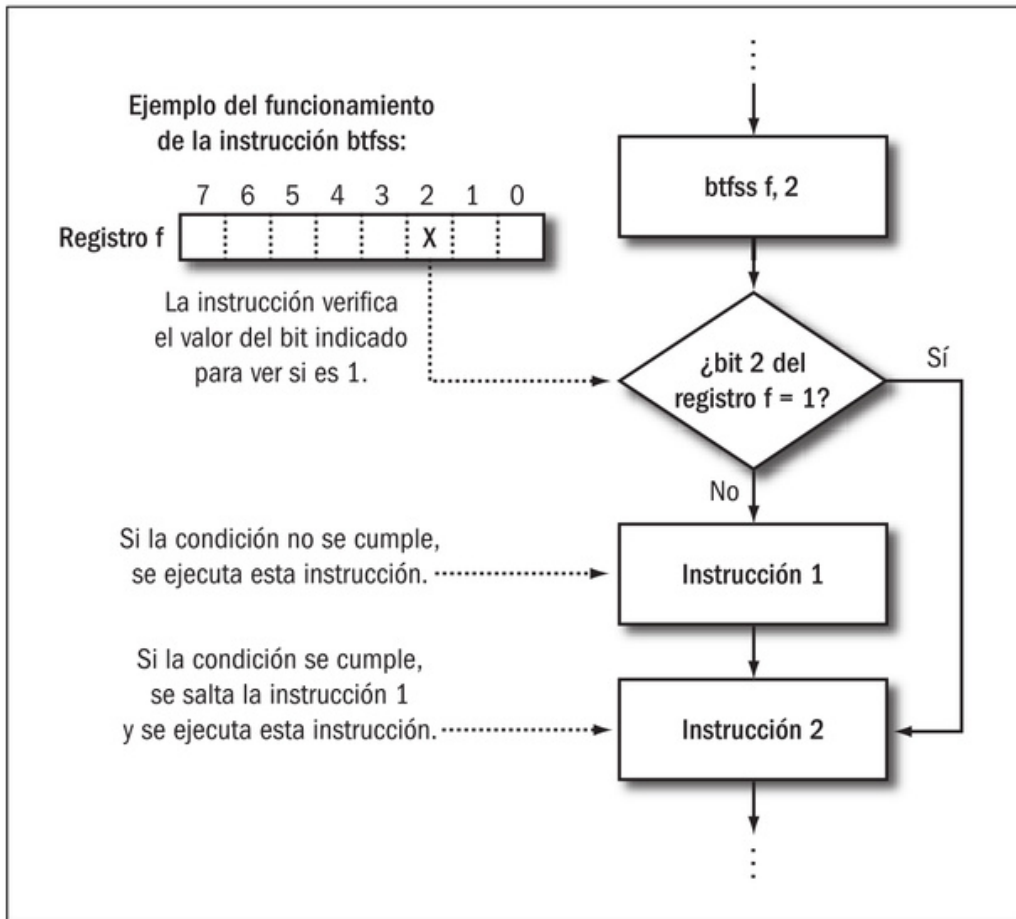 Ejemplo del funcionamiento
de la instrucción btfss:
7 6 5 4 3 2 1 0
Registro f
X
La instrucción verifica
el valor del bit indicado
para ver si es 1.
btfss f, 2
¿bit 2 del
registro f = 1?
Sí
No
Si la condición no se cumple,
se ejecuta esta instrucción.
Instrucción 1
Si la condición se cumple,
se salta la instrucción 1
y se ejecuta esta instrucción.
Instrucción 2